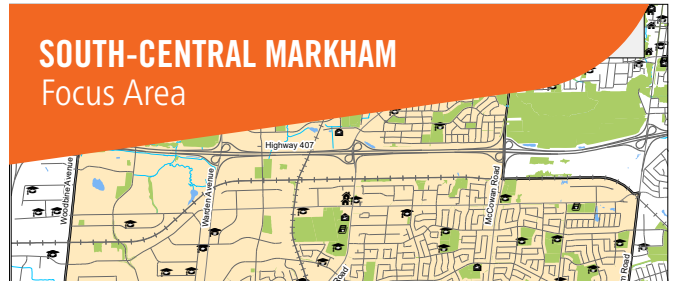 SOUTH-CENTRAL MARKHAM
Focus Area
Highway 407
Woodbine Avenue
Warden Avenue
McCowan Road
Road
Road